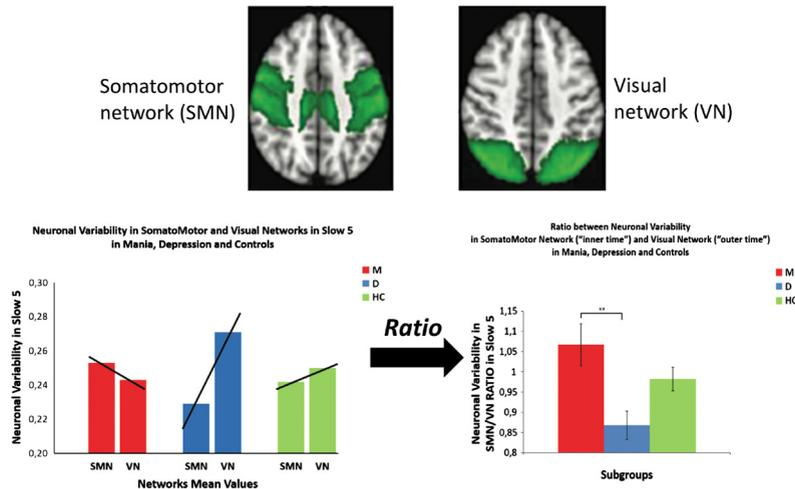 Somatomotor
network (SMN)
Visual
network (VN)
Neuronal Variability in SomatoMotor and Visual Networks in Slow 5
in Mania, Depression and Controls
M
D
HC
Neuronal Variability in Slow 5
0,30
0,28
0,26
0,24
0,22
0,20
SMN VN SMN VN SMN VN
Networks Mean Values
Ratio
Ratio between Neuronal Variability
in SomatoMotor Network ("inner time") and Visual Network ("outer time")
in Mania, Depression and Controls
M
D
HC
Neuronal Variability in
SMN/VN RATIO in Slow 5
1,15
1,1
1,05
1
0,95
0,9
0,85
0,8
**
Subgroups